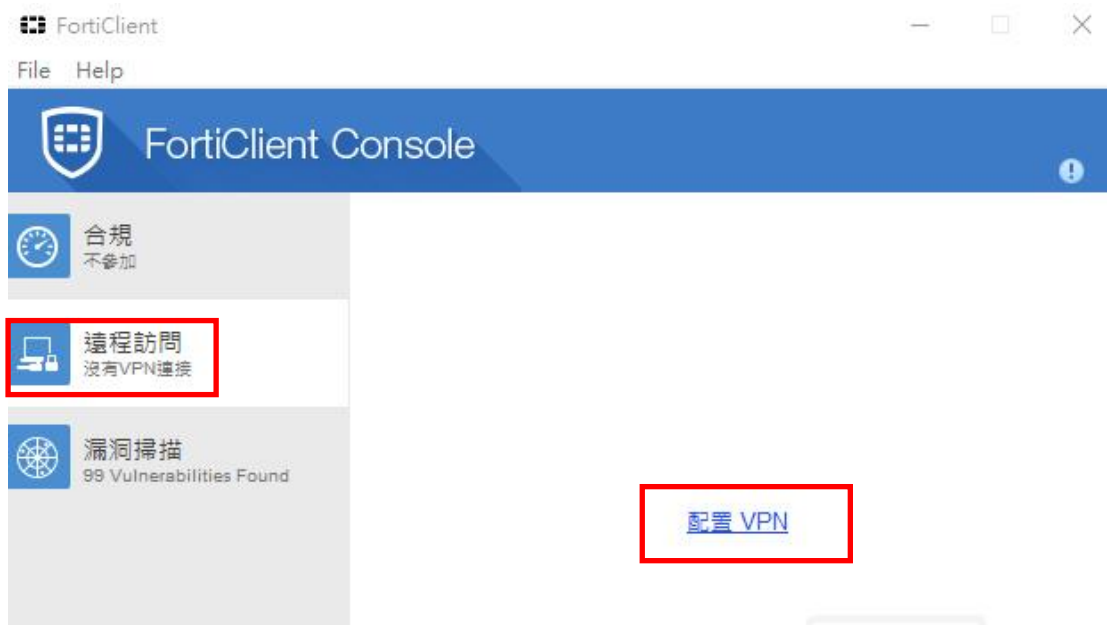 FortiClient
File Help
FortiClient Console
合規
不參加
遠程訪問
沒有VPN連接
漏洞掃描
99 Vulnerabilities Found
配置 VPN